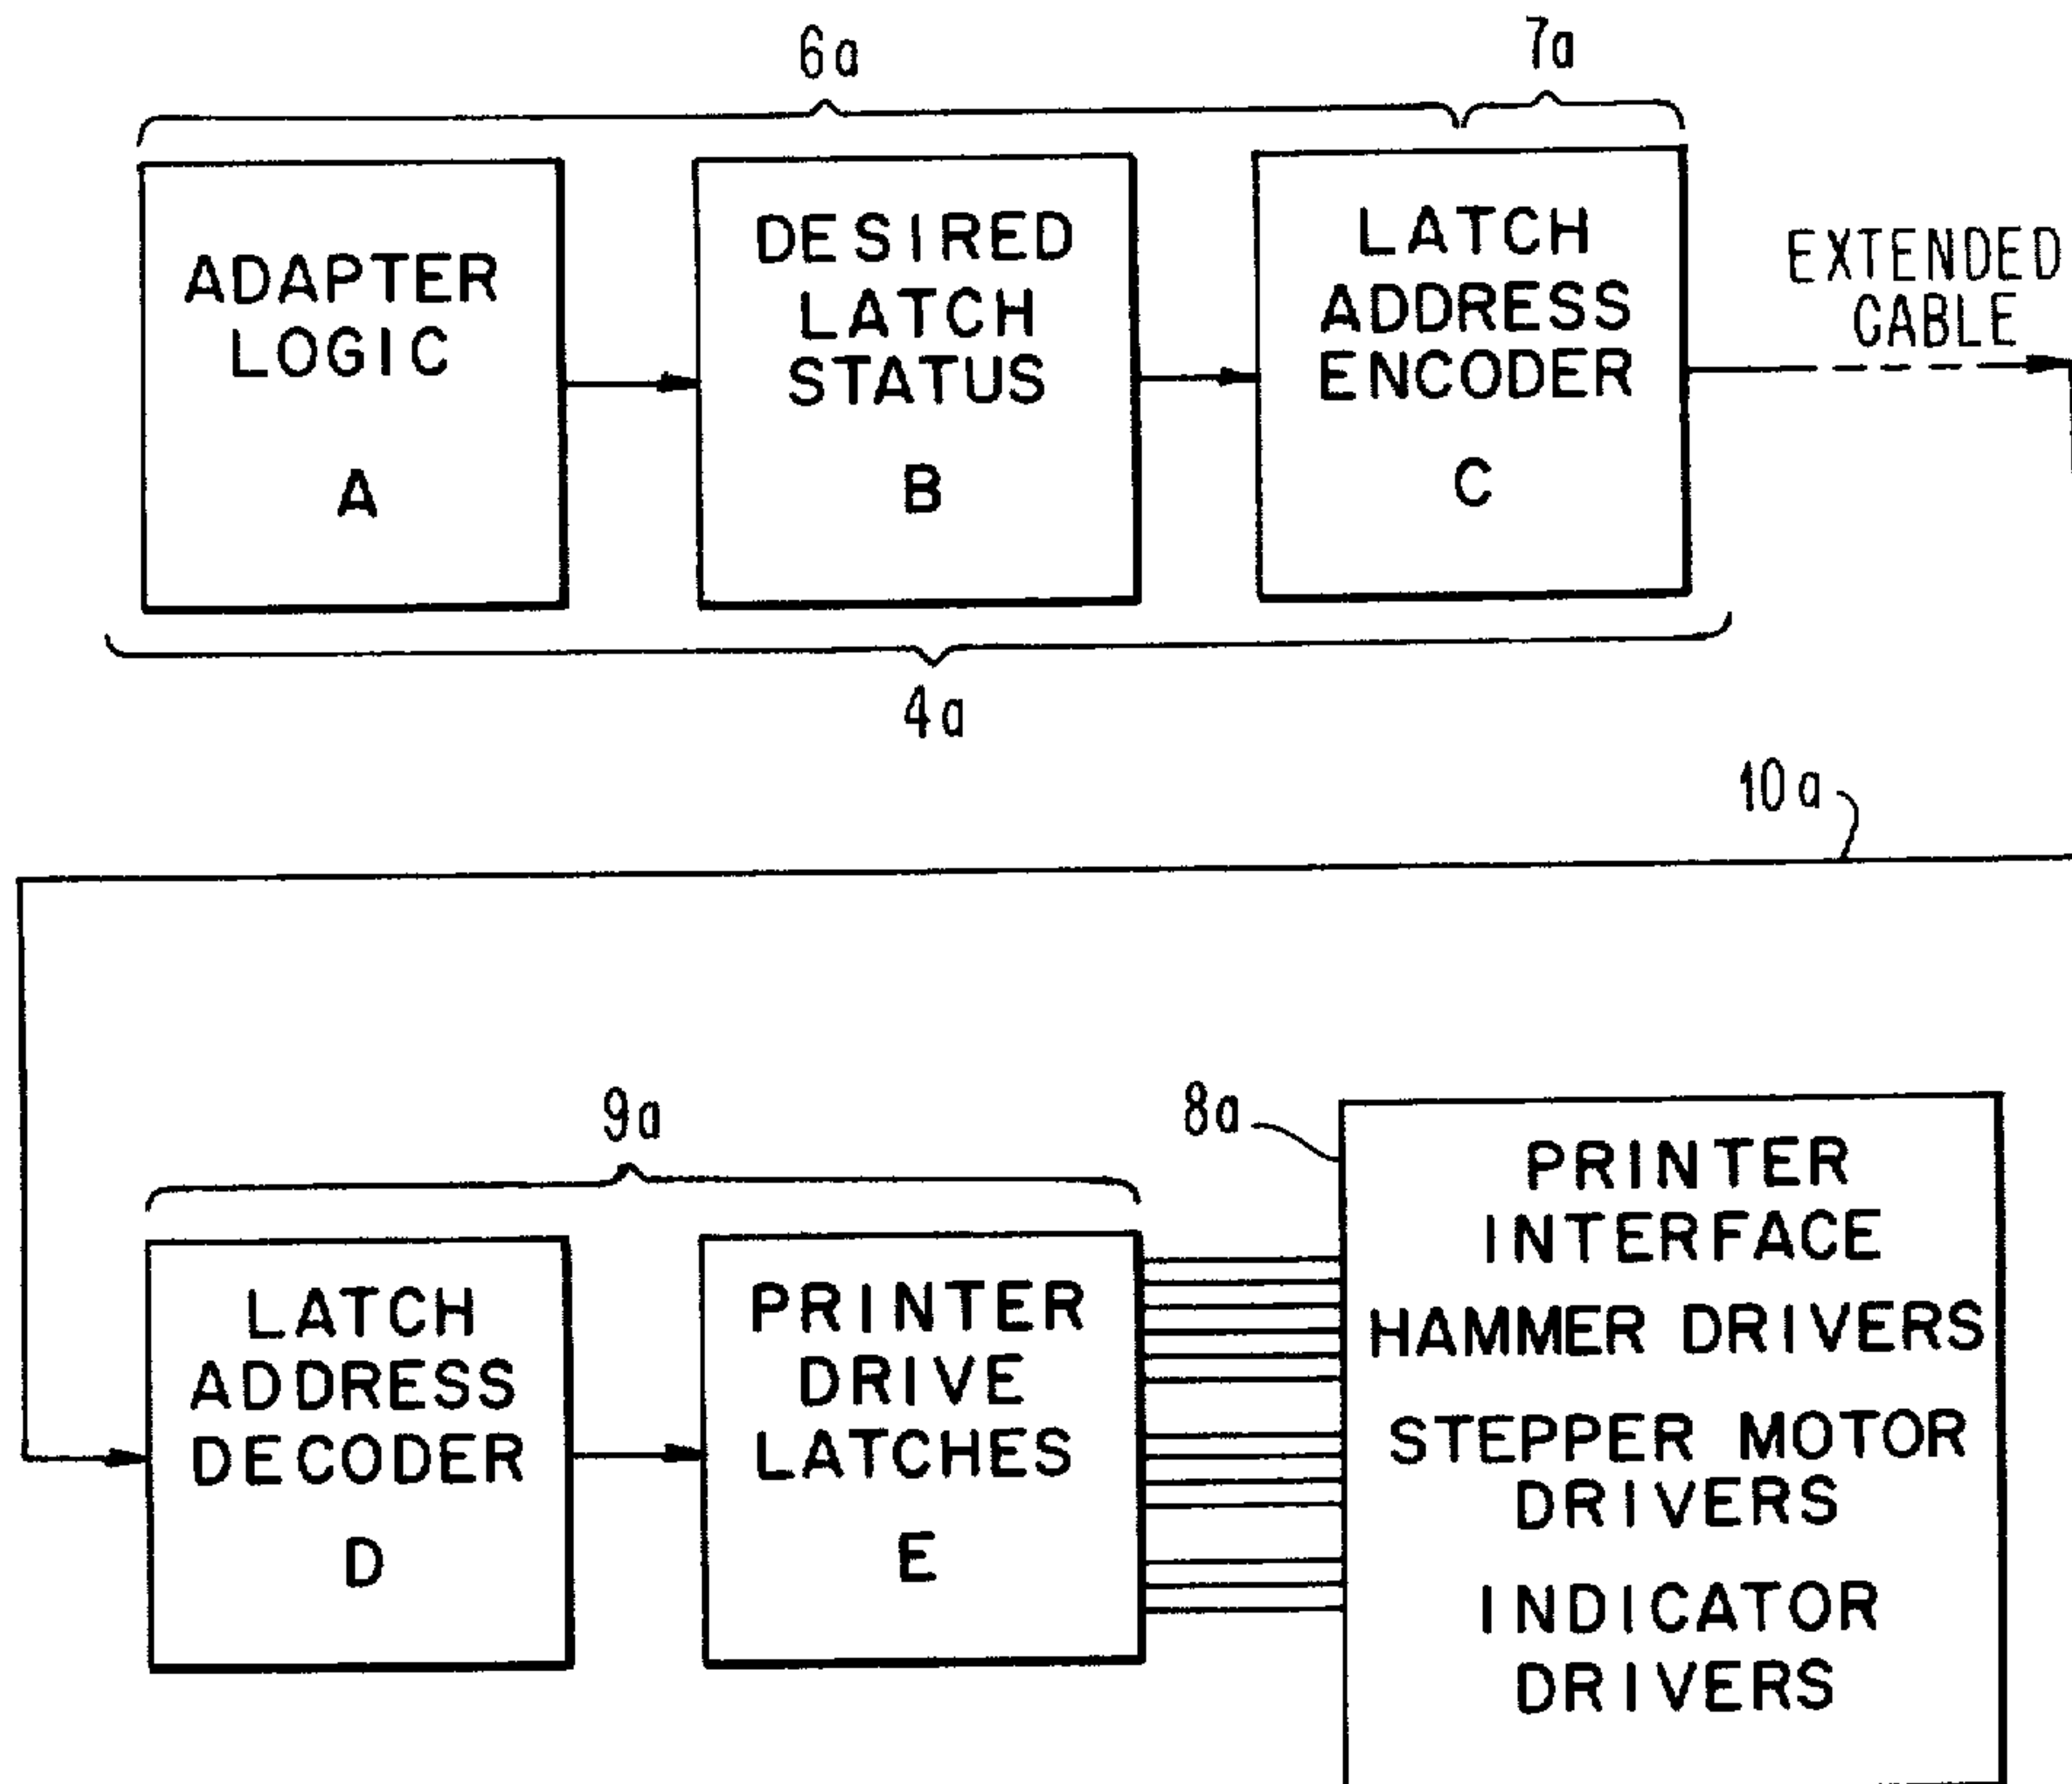 6a
7a
ADAPTER
LOGIC
A
DESIRED
LATCH
STATUS
B
LATCH
ADDRESS
ENCODER
C
EXTENDED
CABLE
4a
10a
9a
8a
LATCH
ADDRESS
DECODER
D
PRINTER
DRIVE
LATCHES
E
PRINTER
INTERFACE
HAMMER DRIVERS
STEPPER MOTOR
DRIVERS
INDICATOR
DRIVERS